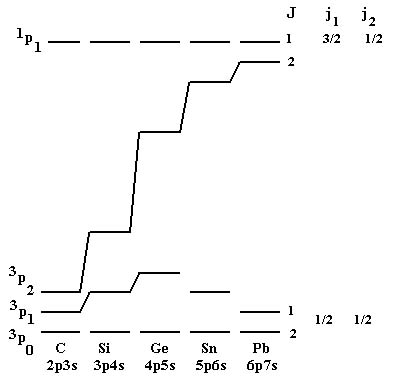 J j1 j2
1p1 1 3/2 1/2
2
3p2
3p1 1
1/2 1/2
3p0 2
C Si Ge Sn Pb
2p3s 3p4s 4p5s 5p6s 6p7s